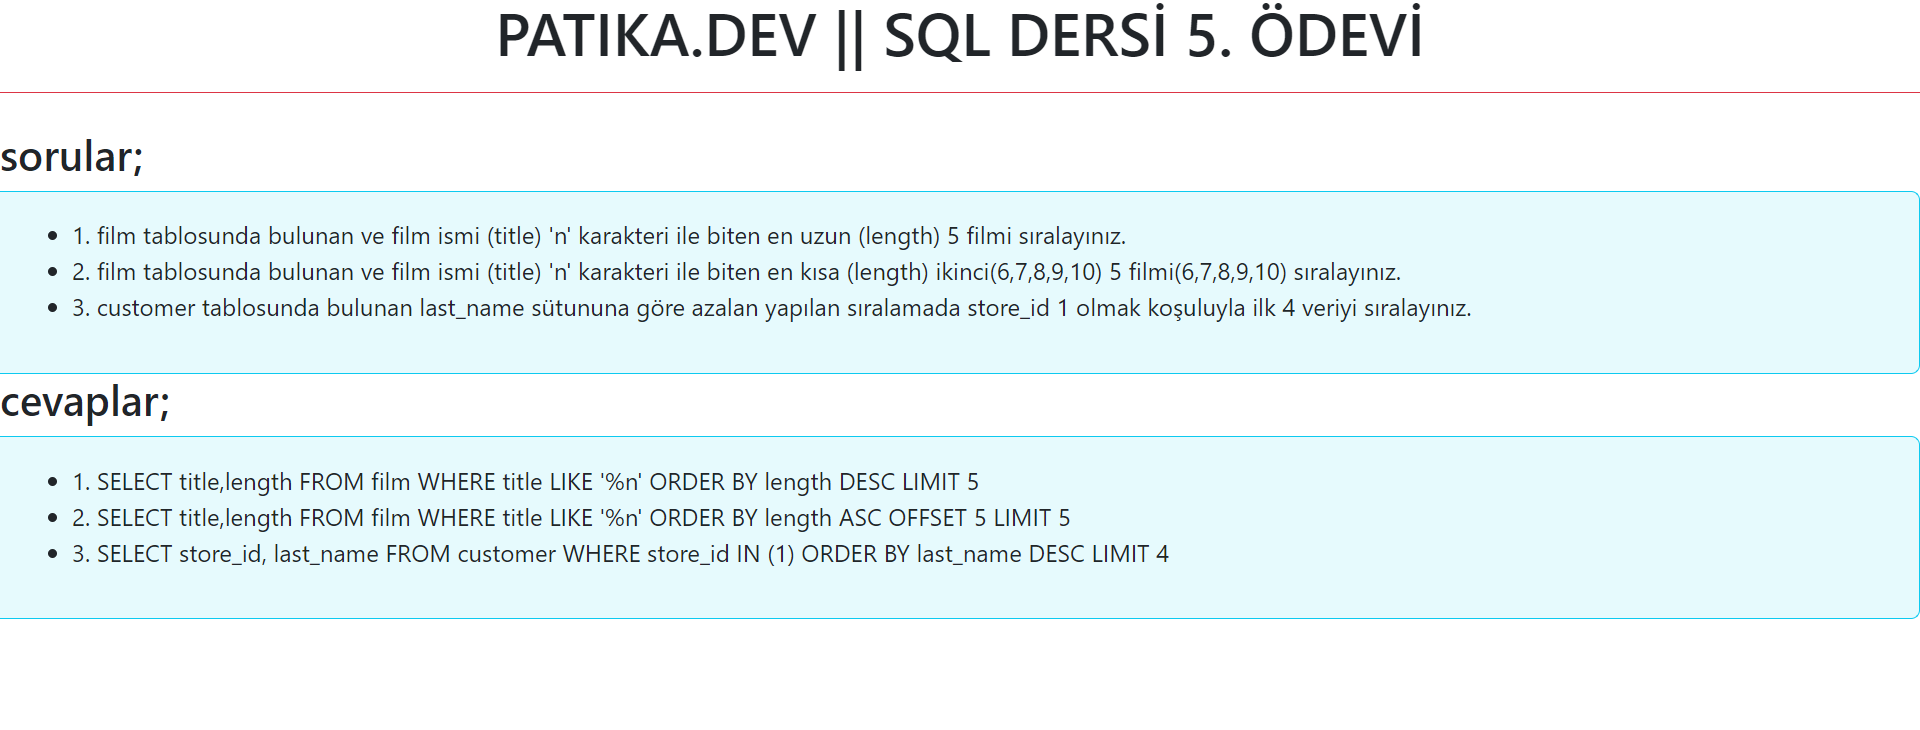 PATIKA.DEV || SQL DERSİ 5. ÖDEVİ
sorular;
• 1. film tablosunda bulunan ve film ismi (title) 'n' karakteri ile biten en uzun (length) 5 filmi sıralayınız.
• 2. film tablosunda bulunan ve film ismi (title) 'n' karakteri ile biten en kısa (length) ikinci(6,7,8,9,10) 5 filmi(6,7,8,9,10) sıralayınız.
• 3. customer tablosunda bulunan last_name sütununa göre azalan yapılan sıralamada store_id 1 olmak koşuluyla ilk 4 veriyi sıralayınız.
cevaplar;
• 1. SELECT title,length FROM film WHERE title LIKE '%n' ORDER BY length DESC LIMIT 5
• 2. SELECT title,length FROM film WHERE title LIKE '%n' ORDER BY length ASC OFFSET 5 LIMIT 5
• 3. SELECT store_id, last_name FROM customer WHERE store_id IN (1) ORDER BY last_name DESC LIMIT 4